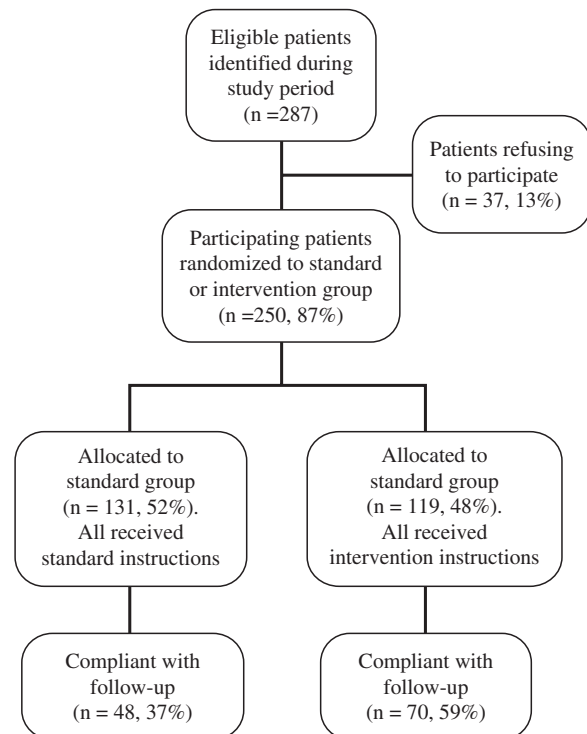 Eligible patients
identified during
study period
(n =287)
Patients refusing
to participate
(n = 37, 13%)
Participating patients
randomized to standard
or intervention group
(n =250, 87%)
Allocated to
standard group
(n = 131, 52%).
All received
standard instructions
Allocated to
standard group
(n = 119, 48%).
All received
intervention instructions
Compliant with
follow-up
(n = 48, 37%)
Compliant with
follow-up
(n = 70, 59%)